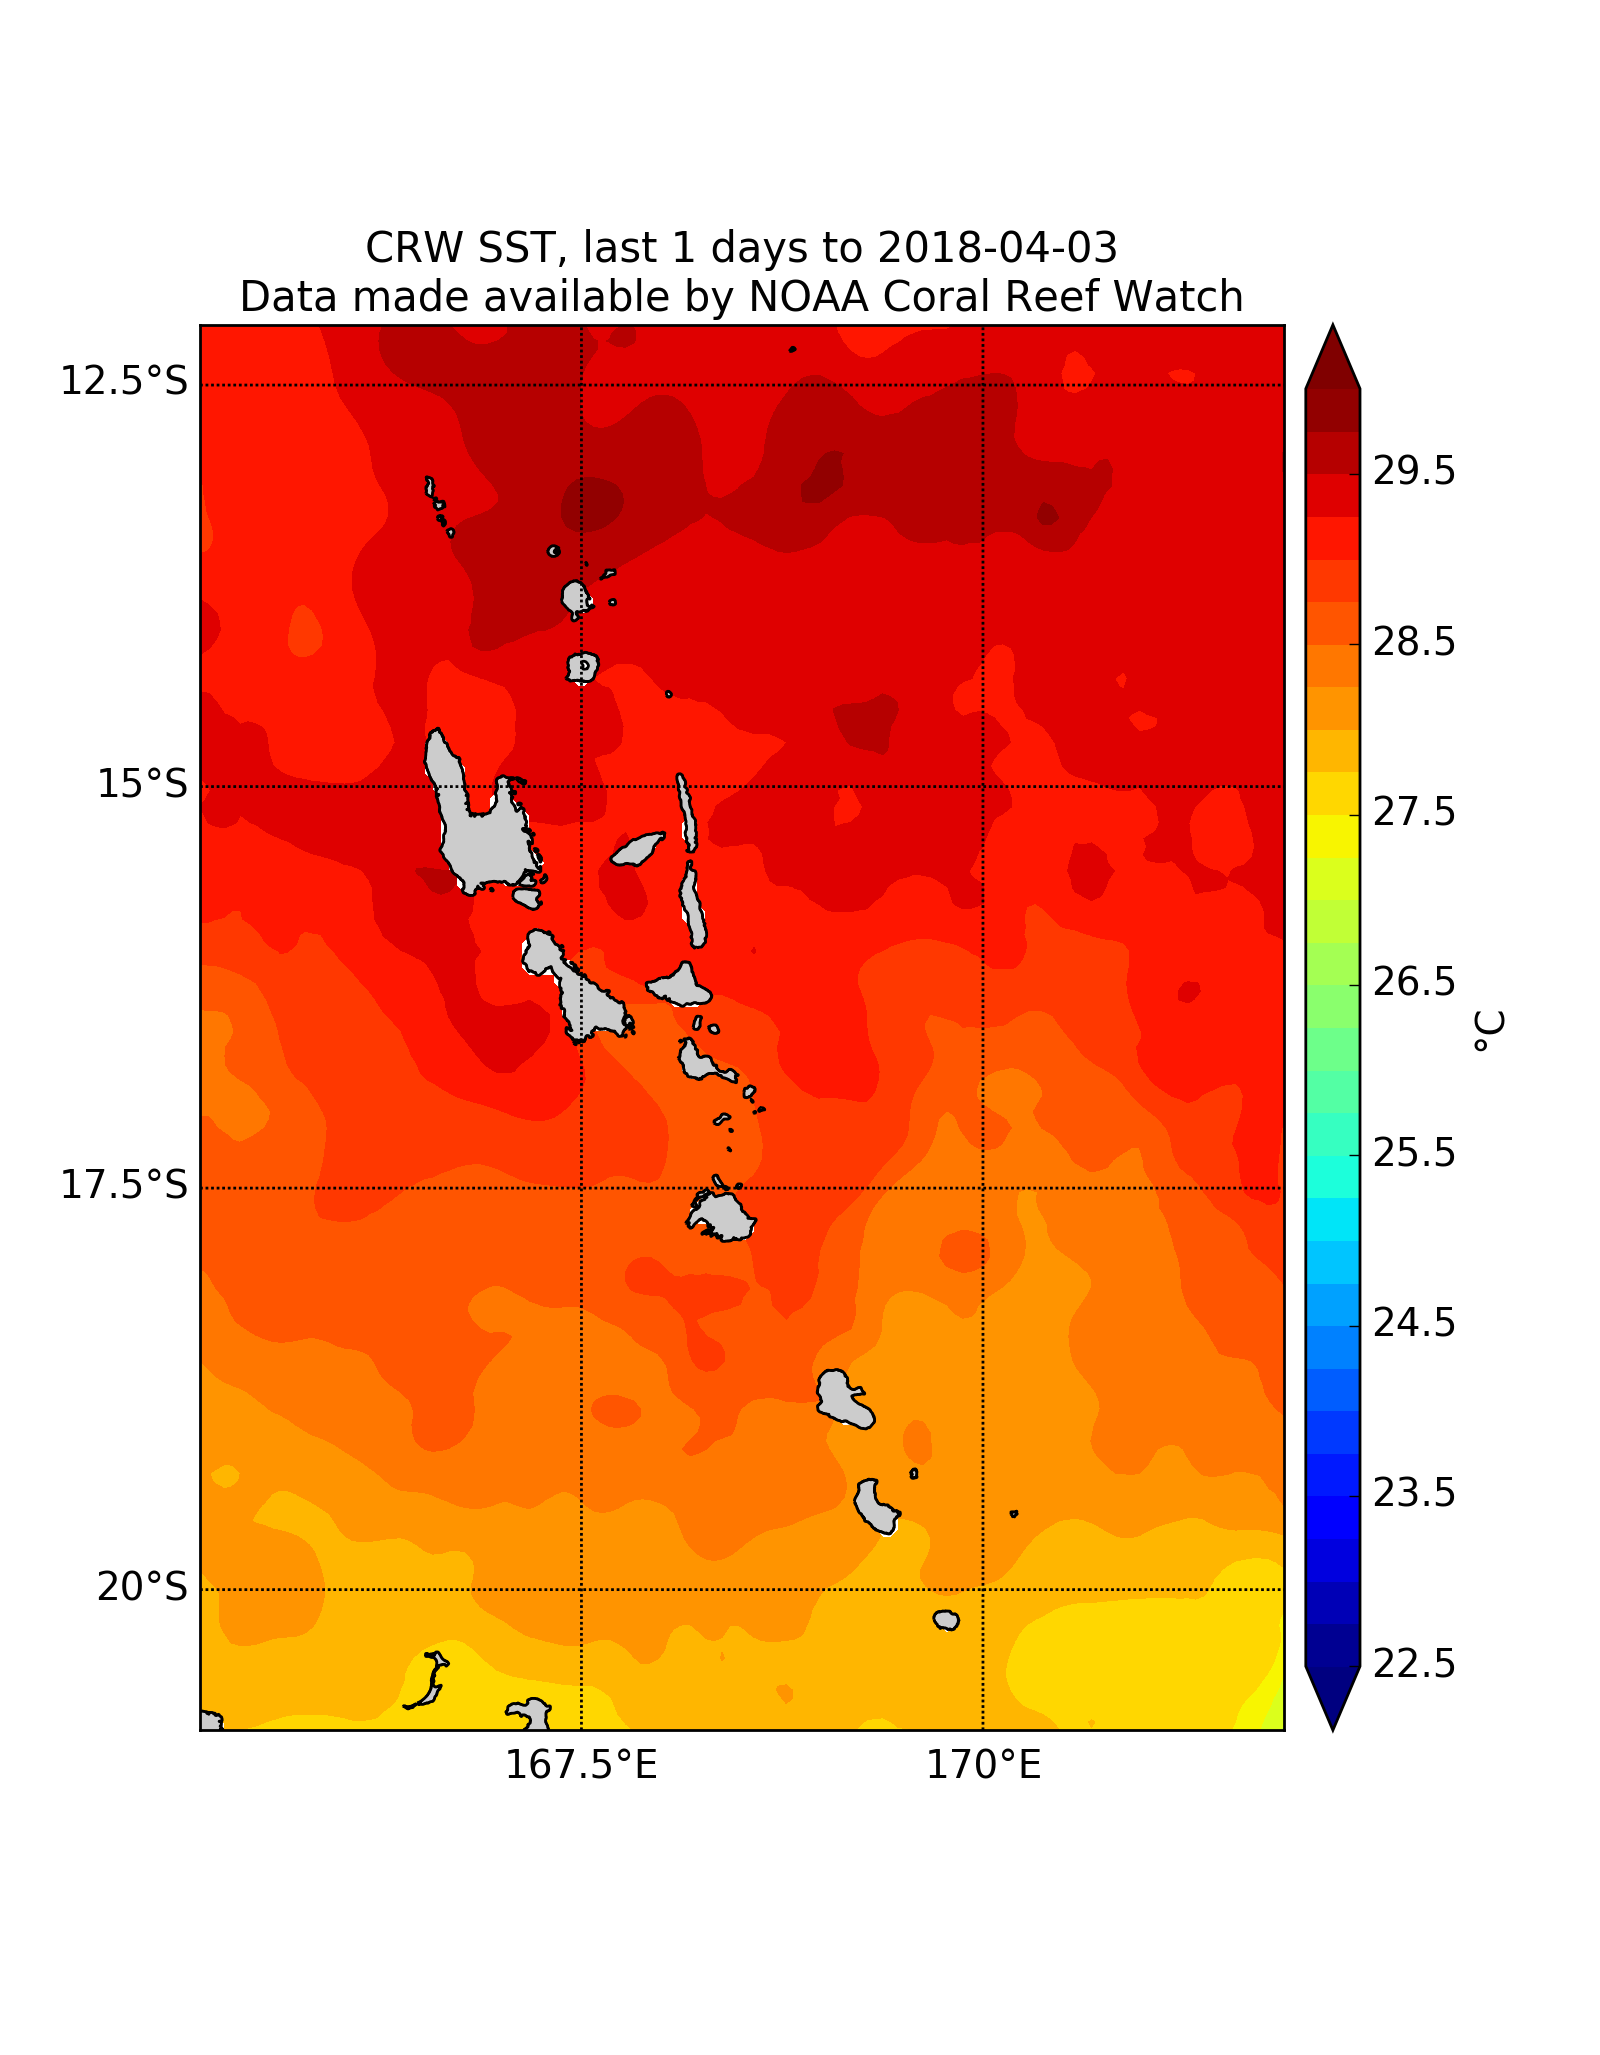 CRW SST, last 1 days to 2018-04-03
Data made available by NOAA Coral Reef Watch
12.5°S
15°S
17.5°S
20°S
167.5°E
170°E
29.5
28.5
27.5
26.5
25.5
24.5
23.5
22.5
°C